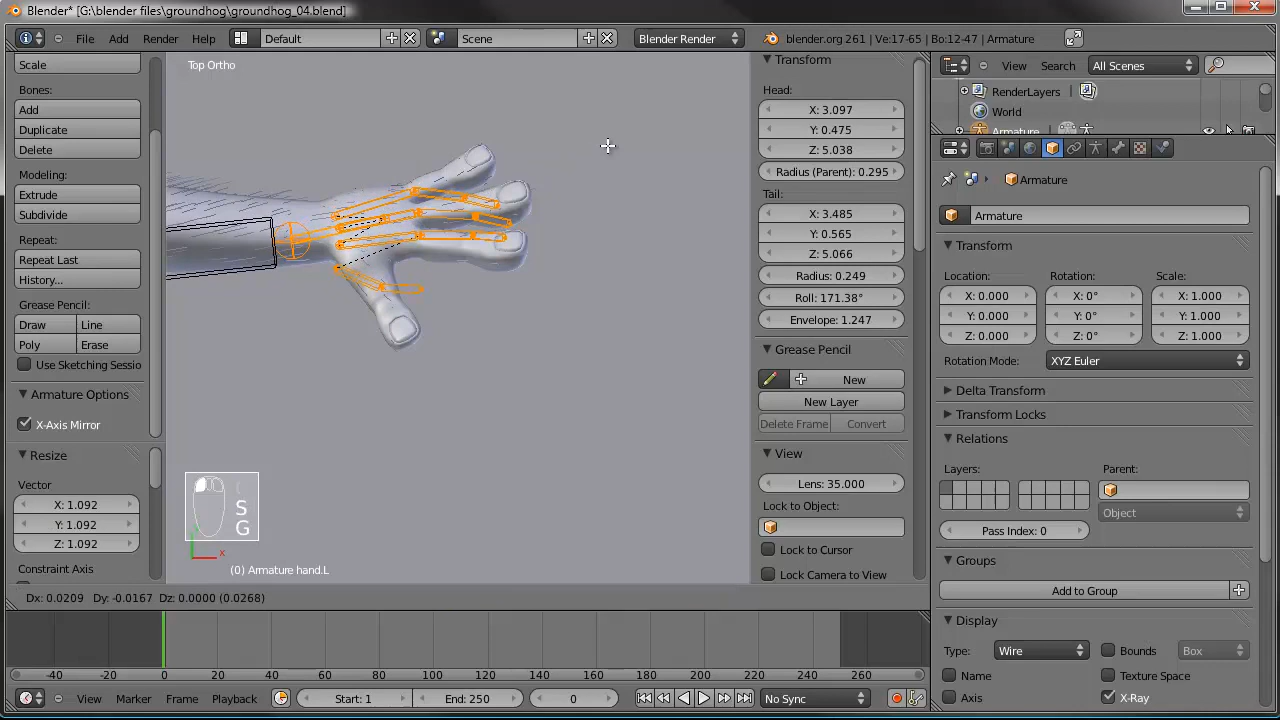 Blender* [G:\blender files\groundhog\groundhog_04.blend]
File Add Render Help Default Scene Blender Render blender.org 261 | Ve:17-65 | Bo:12-47 | Armature
Scale
Bones:
Add
Duplicate
Delete
Modeling:
Extrude
Subdivide
Repeat:
Repeat Last
History...
Grease Pencil:
Draw Line
Poly Erase
Use Sketching Sessio
Armature Options
X-Axis Mirror
Resize
Vector
X: 1.092
Y: 1.092
Z: 1.092
Constraint Axis
Top Ortho
S
G
x
(0) Armature hand.L
Transform
Head:
X: 3.097
Y: 0.475
Z: 5.038
Radius (Parent): 0.295
Tail:
X: 3.485
Y: 0.565
Z: 5.066
Radius: 0.249
Roll: 171.38°
Envelope: 1.247
Grease Pencil
New
New Layer
Delete Frame Convert
View
Lens: 35.000
Lock to Object:
Lock to Cursor
Lock Camera to View
View Search All Scenes
RenderLayers
World
Armature
Armature
Armature
Transform
Location: Rotation: Scale:
X: 0.000 X: 0° X: 1.000
Y: 0.000 Y: 0° Y: 1.000
Z: 0.000 Z: 0° Z: 1.000
Rotation Mode: XYZ Euler
Delta Transform
Transform Locks
Relations
Layers: Parent:
Object
Pass Index: 0
Groups
Add to Group
Display
Type: Wire Bounds Box
Name Texture Space
Axis X-Ray
Dx: 0.0209 Dy: -0.0167 Dz: 0.0000 (0.0268)
-40 -20 0 20 40 60 80 100 120 140 160 180 200 220 240 260
View Marker Frame Playback Start: 1 End: 250 0 No Sync